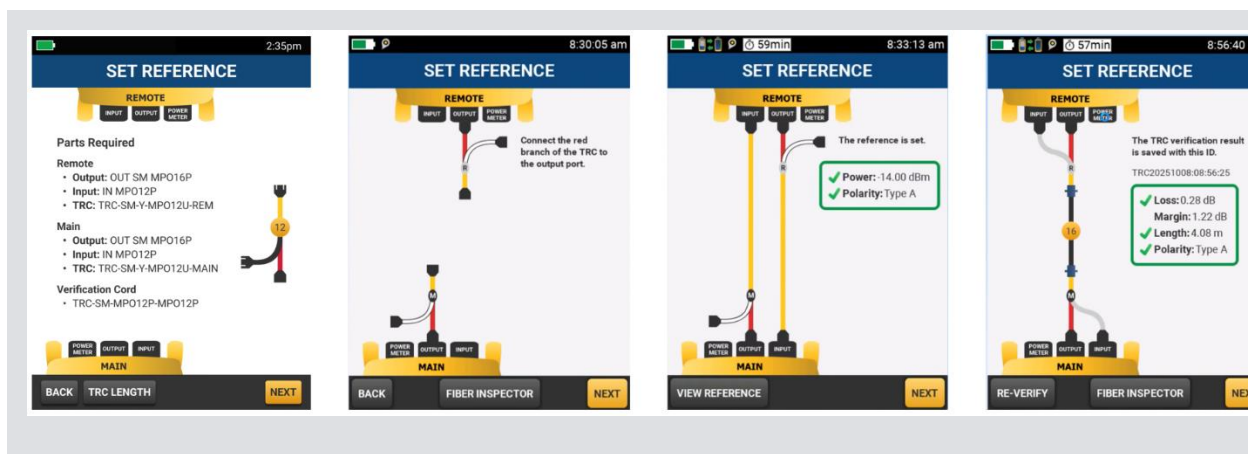 2:35pm
SET REFERENCE
REMOTE
INPUT OUTPUT POWER METER
Parts Required
Remote
• Output: OUT SM MPO16P
• Input: IN MPO12P
• TRC: TRC-SM-Y-MPO12U-REM
Main
• Output: OUT SM MPO16P
• Input: IN MPO12P
• TRC: TRC-SM-Y-MPO12U-MAIN
Verification Cord
• TRC-SM-MPO12P-MPO12P
12
POWER METER OUTPUT INPUT
MAIN
BACK TRC LENGTH NEXT
8:30:05 am
SET REFERENCE
REMOTE
INPUT OUTPUT POWER METER
Connect the red
branch of the TRC to
the output port.
R
M
POWER METER OUTPUT INPUT
MAIN
BACK FIBER INSPECTOR NEXT
59min 8:33:13 am
SET REFERENCE
REMOTE
INPUT OUTPUT POWER METER
The reference is set.
R
Power: -14.00 dBm
Polarity: Type A
M
POWER METER OUTPUT INPUT
MAIN
VIEW REFERENCE NEXT
57min 8:56:40
SET REFERENCE
REMOTE
INPUT OUTPUT POWER METER
The TRC verification result
is saved with this ID.
R
TRC20251008:08:56:25
Loss: 0.28 dB
Margin: 1.22 dB
16
Length: 4.08 m
Polarity: Type A
M
POWER METER OUTPUT INPUT
MAIN
RE-VERIFY FIBER INSPECTOR